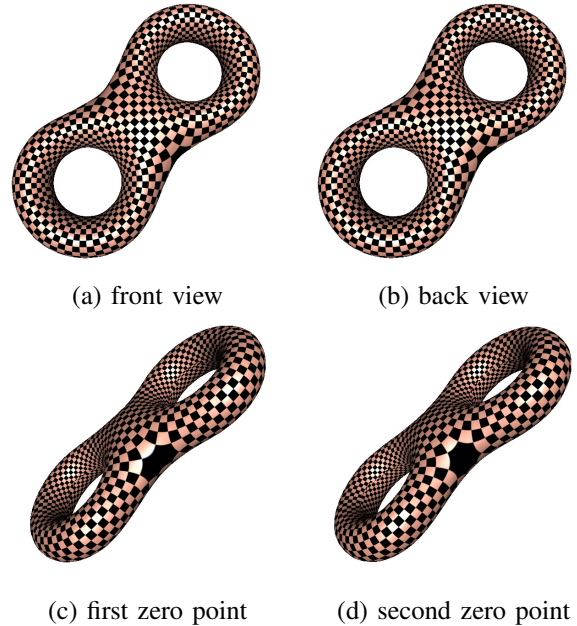 (a) front view
(b) back view
(c) first zero point
(d) second zero point